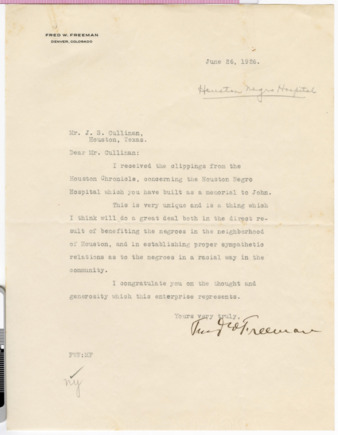 FRED W. FREEMAN
DENVER, COLORADO
June 26, 1926.
Houston Negro Hospital
Mr. J. S. Cullinan,
Houston, Texas.
Dear Mr. Cullinan:
I received the clippings from the
Houston Chronicle, concerning the Houston Negro
Hospital which you have built as a memorial to John.
This is very unique and is a thing which
I think will do a great deal both in the direct re-
sult of benefiting the negroes in the neighborhood
of Houston, and in establishing proper sympathetic
relations as to the negroes in a racial way in the
community.
I congratulate you on the thought and
generosity which this enterprise represents.
Yours very truly,
Fred W Freeman
FWF:MP